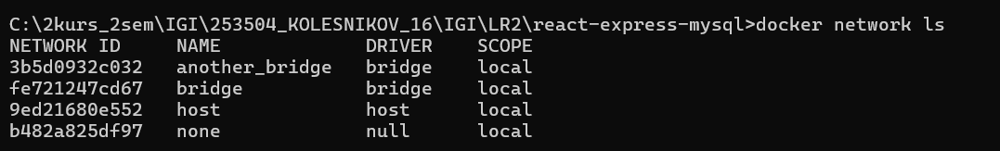 C:\2kurs_2sem\IGI\253504_KOLESNIKOV_16\IGI\LR2\react-express-mysql>docker network ls
NETWORK ID     NAME             DRIVER    SCOPE
3b5d0932c032   another_bridge   bridge    local
fe721247cd67   bridge           bridge    local
9ed21680e552   host             host      local
b482a825df97   none             null      local